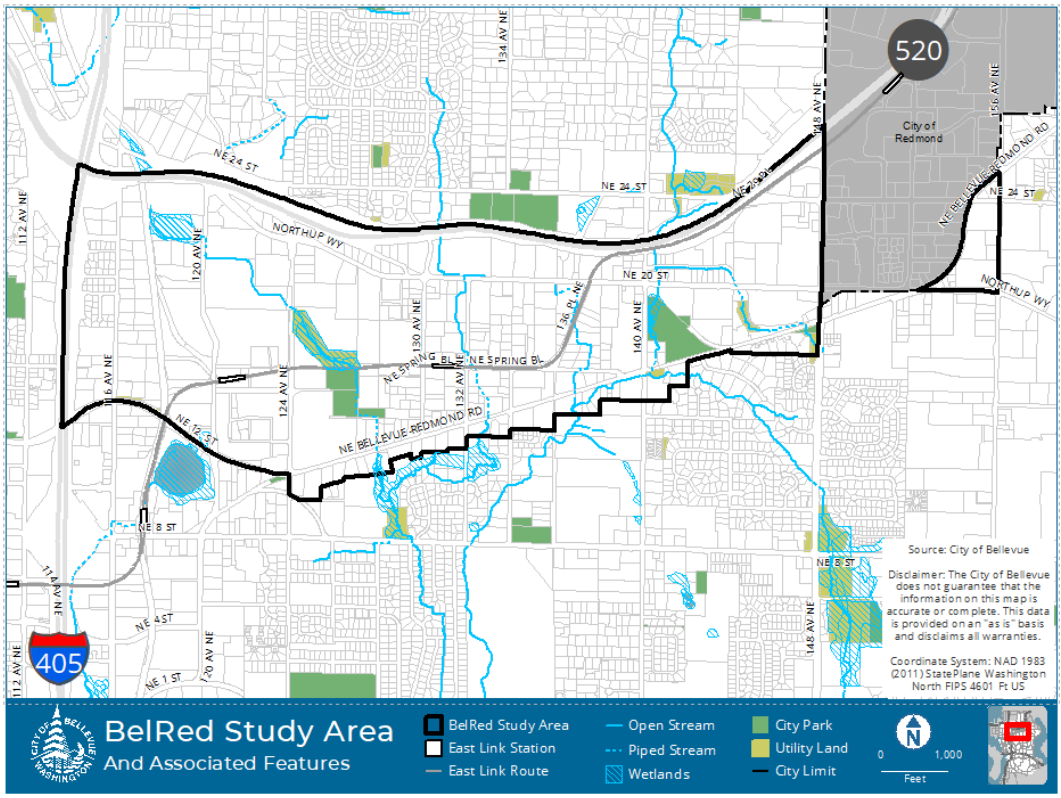 134 AV NE
520
148 AV NE
156 AV NE
City of
Redmond
NE BELLEVUE-REDMOND RD
NE 24 ST
NE 24 ST
NE 29 PL
NE 24 ST
112 AV NE
NORTHUP WY
120 AV NE
NE 20 ST
NORTHUP WY
130 AV NE
136 PL NE
140 AV NE
116 AV NE
124 AV NE
NE SPRING BL
132 AV NE
NE SPRING BL
NE 12 ST
NE BELLEVUE-REDMOND RD
NE 8 ST
NE 8 ST
114 AV NE
NE 4 ST
148 AV NE
405
112 AV NE
NE 1 ST
120 AV NE
Source: City of Bellevue
Disclaimer: The City of Bellevue
does not guarantee that the
information on this map is
accurate or complete. This data
is provided on an "as is" basis
and disclaims all warranties.
Coordinate System: NAD 1983
(2011) StatePlane Washington
North FIPS 4601 Ft US
CITY OF BELLEVUE
WASHINGTON
BelRed Study Area
And Associated Features
BelRed Study Area
East Link Station
East Link Route
Open Stream
Piped Stream
Wetlands
City Park
Utility Land
City Limit
N
0 1,000
Feet